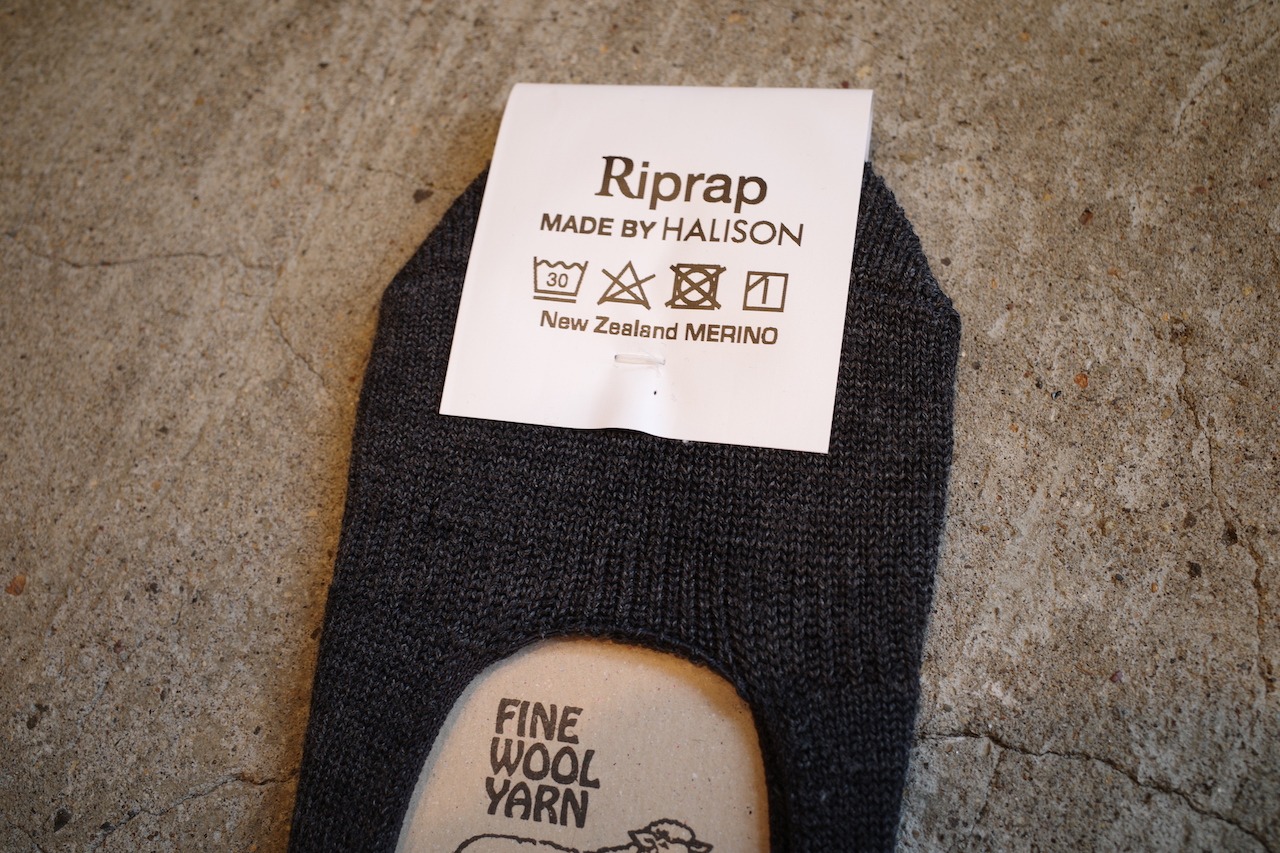 Riprap
MADE BY HALISON
30
New Zealand MERINO
FINE
WOOL
YARN